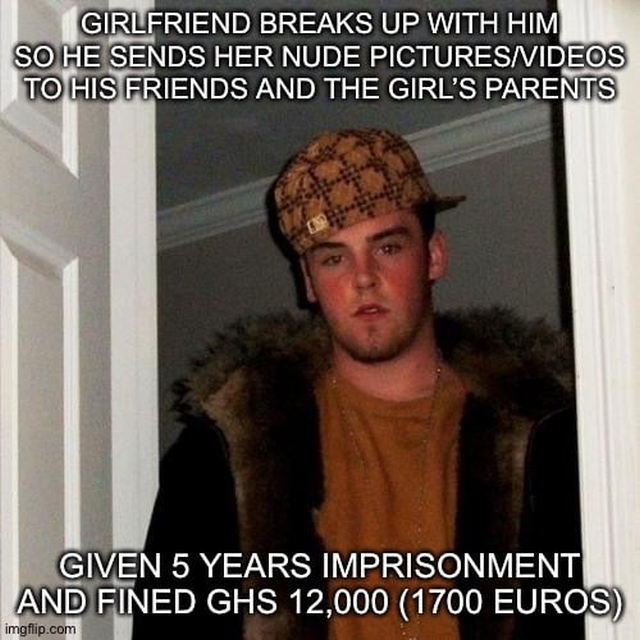 GIRLFRIEND BREAKS UP WITH HIM
SO HE SENDS HER NUDE PICTURES/VIDEOS
TO HIS FRIENDS AND THE GIRL'S PARENTS
GIVEN 5 YEARS IMPRISONMENT
AND FINED GHS 12,000 (1700 EUROS)
imgflip.com